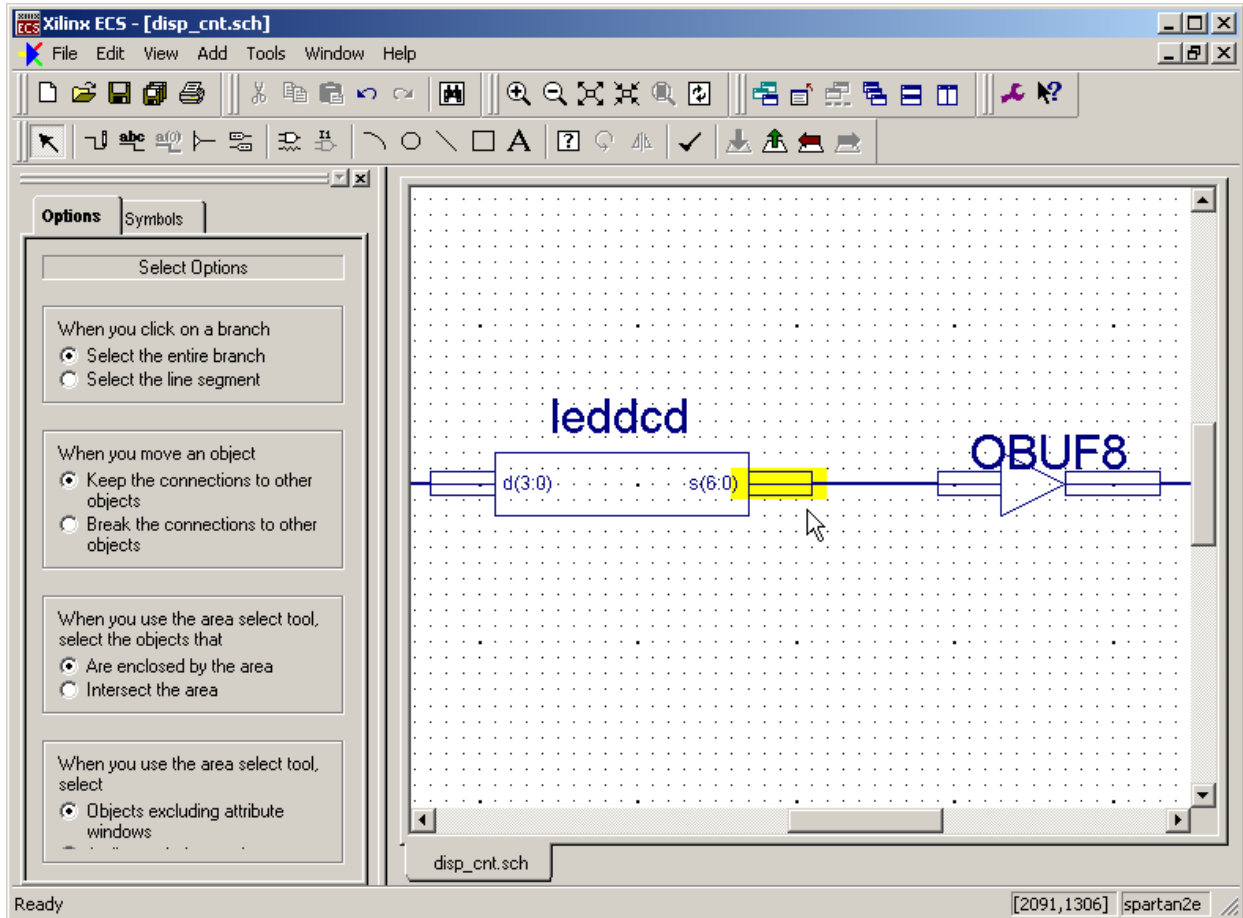 Xilinx ECS - [disp_cnt.sch]
File Edit View Add Tools Window Help
abc
Options
Symbols
Select Options
When you click on a branch
Select the entire branch
Select the line segment
When you move an object
Keep the connections to other
objects
Break the connections to other
objects
When you use the area select tool,
select the objects that
Are enclosed by the area
Intersect the area
When you use the area select tool,
select
Objects excluding attribute
windows
leddcd
d(3:0) s(6:0)
OBUF8
disp_cnt.sch
Ready
[2091,1306] spartan2e